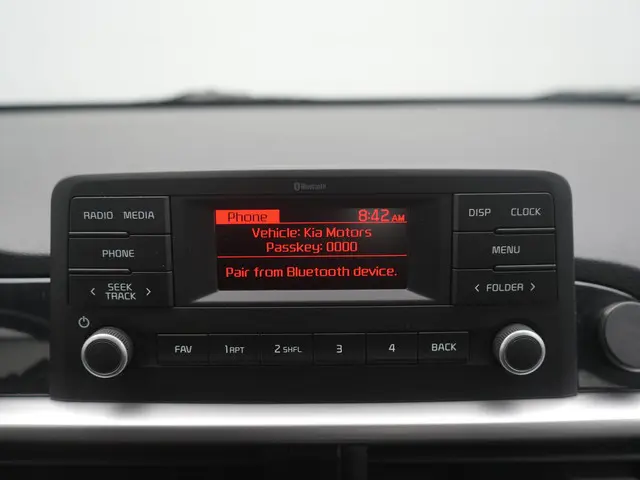 Bluetooth
RADIO MEDIA
Phone 8:42 AM
DISP CLOCK
Vehicle: Kia Motors
Passkey: 0000
PHONE
MENU
Pair from Bluetooth device.
< SEEK TRACK >
< FOLDER >
FAV 1 RPT 2 SHFL 3 4 BACK